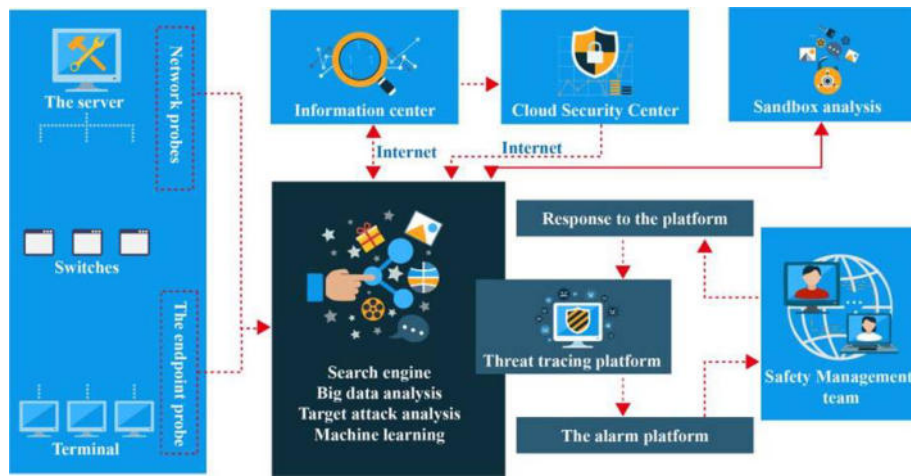 The server
Network probes
Switches
The endpoint probe
Terminal
Information center
Cloud Security Center
Sandbox analysis
Internet
Internet
Search engine
Big data analysis
Target attack analysis
Machine learning
Response to the platform
Threat tracing platform
The alarm platform
Safety Management
team